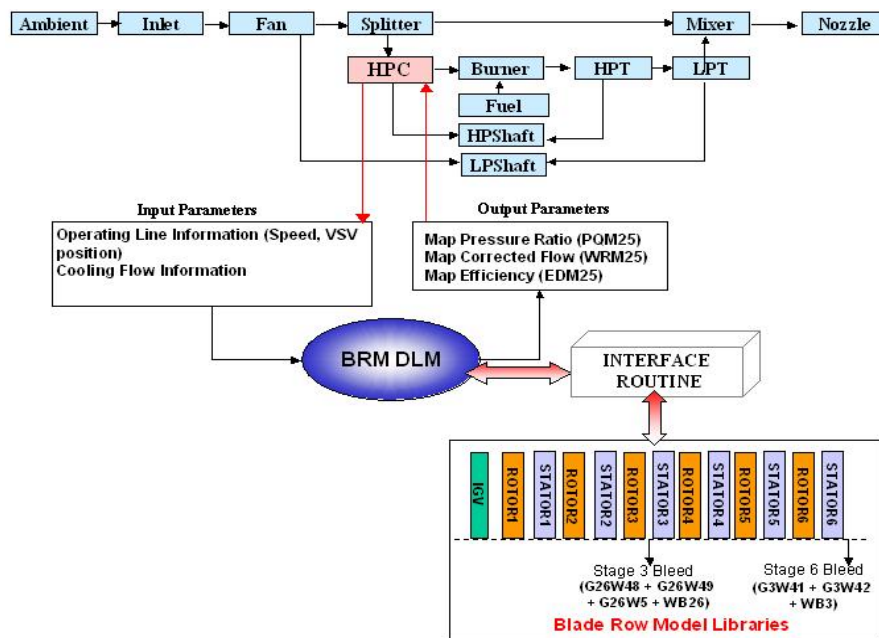 Ambient
Inlet
Fan
Splitter
Mixer
Nozzle
HPC
Burner
HPT
LPT
Fuel
HPShaft
LPShaft
Input Parameters
Operating Line Information (Speed, VSV
position)
Cooling Flow Information
Output Parameters
Map Pressure Ratio (PQM25)
Map Corrected Flow (WRM25)
Map Efficiency (EDM25)
BRM DLM
INTERFACE
ROUTINE
IGV
ROTOR1
STATOR1
ROTOR2
STATOR2
ROTOR3
STATOR3
ROTOR4
STATOR4
ROTOR5
STATOR5
ROTOR6
STATOR6
Stage 3 Bleed
(G26W48 + G26W49
+ G26W5 + WB26)
Stage 6 Bleed
(G3W41 + G3W42
+ WB3)
Blade Row Model Libraries